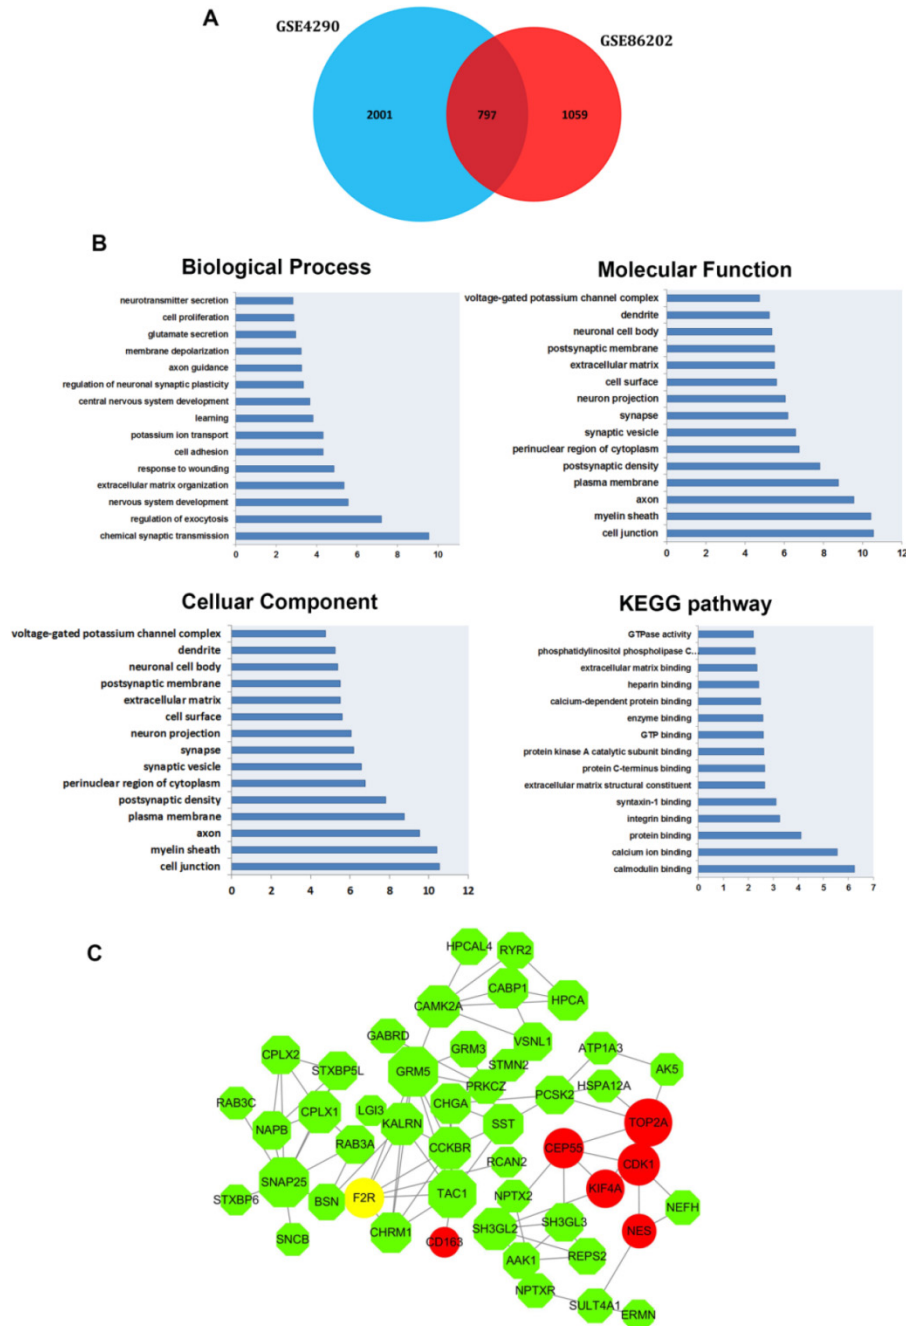 A
GSE4290
GSE86202
2001
797
1059
B
Biological Process
neurotransmitter secretion
cell proliferation
glutamate secretion
membrane depolarization
axon guidance
regulation of neuronal synaptic plasticity
central nervous system development
learning
potassium ion transport
cell adhesion
response to wounding
extracellular matrix organization
nervous system development
regulation of exocytosis
chemical synaptic transmission
0 2 4 6 8 10
Molecular Function
voltage-gated potassium channel complex
dendrite
neuronal cell body
postsynaptic membrane
extracellular matrix
cell surface
neuron projection
synapse
synaptic vesicle
perinuclear region of cytoplasm
postsynaptic density
plasma membrane
axon
myelin sheath
cell junction
0 2 4 6 8 10 12
Celluar Component
voltage-gated potassium channel complex
dendrite
neuronal cell body
postsynaptic membrane
extracellular matrix
cell surface
neuron projection
synapse
synaptic vesicle
perinuclear region of cytoplasm
postsynaptic density
plasma membrane
axon
myelin sheath
cell junction
0 2 4 6 8 10 12
KEGG pathway
GTPase activity
phosphatidylinositol phospholipase C...
extracellular matrix binding
heparin binding
calcium-dependent protein binding
enzyme binding
GTP binding
protein kinase A catalytic subunit binding
protein C-terminus binding
extracellular matrix structural constituent
syntaxin-1 binding
integrin binding
protein binding
calcium ion binding
calmodulin binding
0 1 2 3 4 5 6 7
C
HPCAL4
RYR2
CABP1
HPCA
CAMK2A
GABRD
GRM3
VSNL1
STMN2
ATP1A3
CPLX2
STXBP5L
GRM5
PRKCZ
HSPA12A
AK5
RAB3C
CPLX1
LGI3
CHGA
PCSK2
NAPB
KALRN
SST
TOP2A
RAB3A
CCKBR
CEP55
RCAN2
CDK1
SNAP25
STXBP6
BSN
F2R
TAC1
NPTX2
KIF4A
NEFH
SNCB
CHRM1
CD163
SH3GL2
SH3GL3
NES
AAK1
REPS2
NPTXR
SULT4A1
ERMN